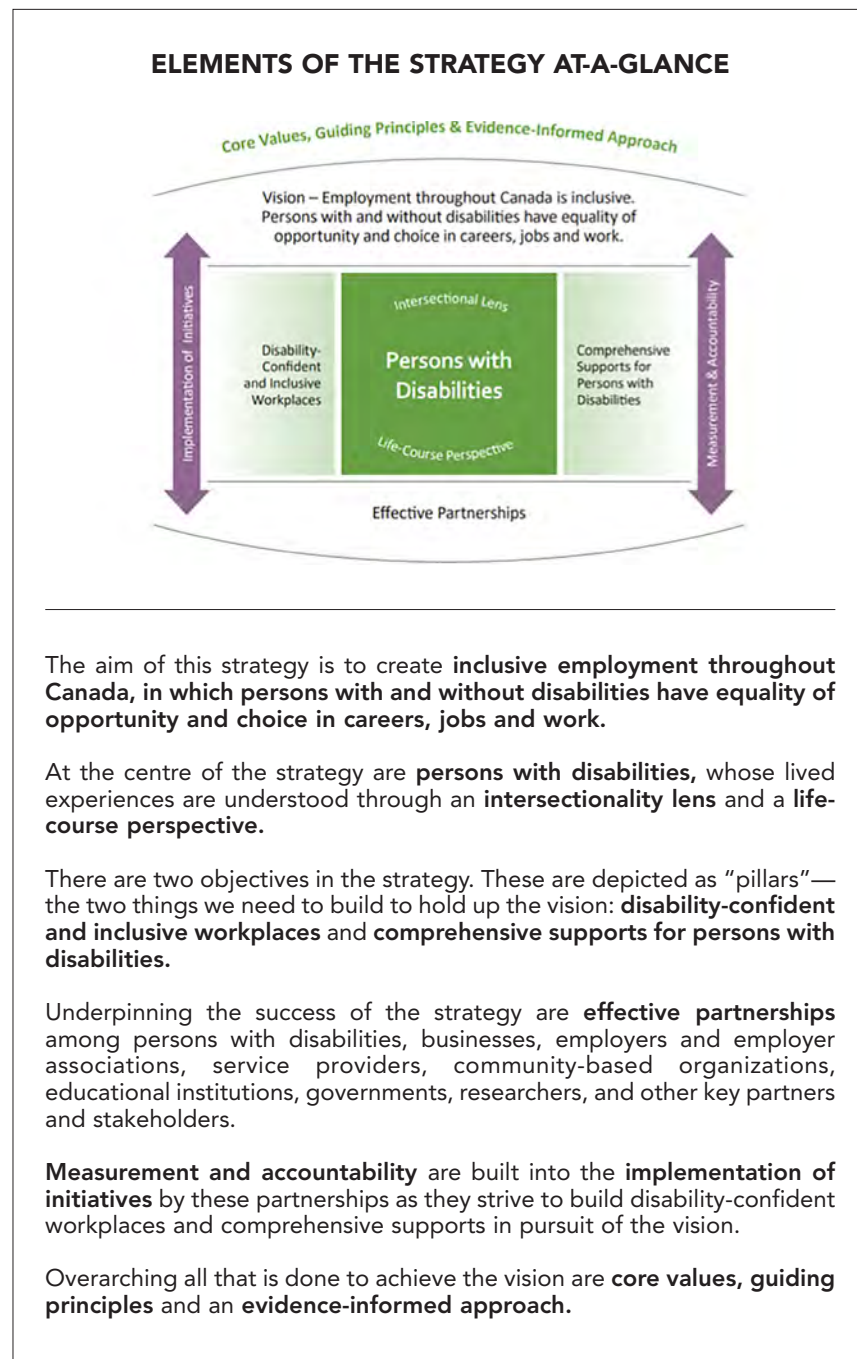 ELEMENTS OF THE STRATEGY AT-A-GLANCE
Core Values, Guiding Principles & Evidence-Informed Approach
Vision – Employment throughout Canada is inclusive.
Persons with and without disabilities have equality of
opportunity and choice in careers, jobs and work.
Implementation of Initiatives
Disability-
Confident
and Inclusive
Workplaces
Intersectional Lens
Persons with
Disabilities
Life-Course Perspective
Comprehensive
Supports for
Persons with
Disabilities
Measurement & Accountability
Effective Partnerships
The aim of this strategy is to create inclusive employment throughout
Canada, in which persons with and without disabilities have equality of
opportunity and choice in careers, jobs and work.
At the centre of the strategy are persons with disabilities, whose lived
experiences are understood through an intersectionality lens and a life-
course perspective.
There are two objectives in the strategy. These are depicted as “pillars”—
the two things we need to build to hold up the vision: disability-confident
and inclusive workplaces and comprehensive supports for persons with
disabilities.
Underpinning the success of the strategy are effective partnerships
among persons with disabilities, businesses, employers and employer
associations, service providers, community-based organizations,
educational institutions, governments, researchers, and other key partners
and stakeholders.
Measurement and accountability are built into the implementation of
initiatives by these partnerships as they strive to build disability-confident
workplaces and comprehensive supports in pursuit of the vision.
Overarching all that is done to achieve the vision are core values, guiding
principles and an evidence-informed approach.